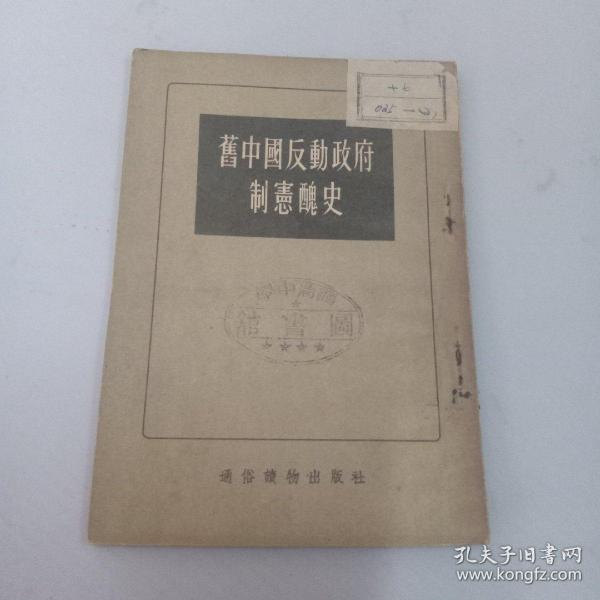 舊中國反動政府
制憲醜史
圖書館
通俗讀物出版社
孔夫子旧书网
www.kongfz.com